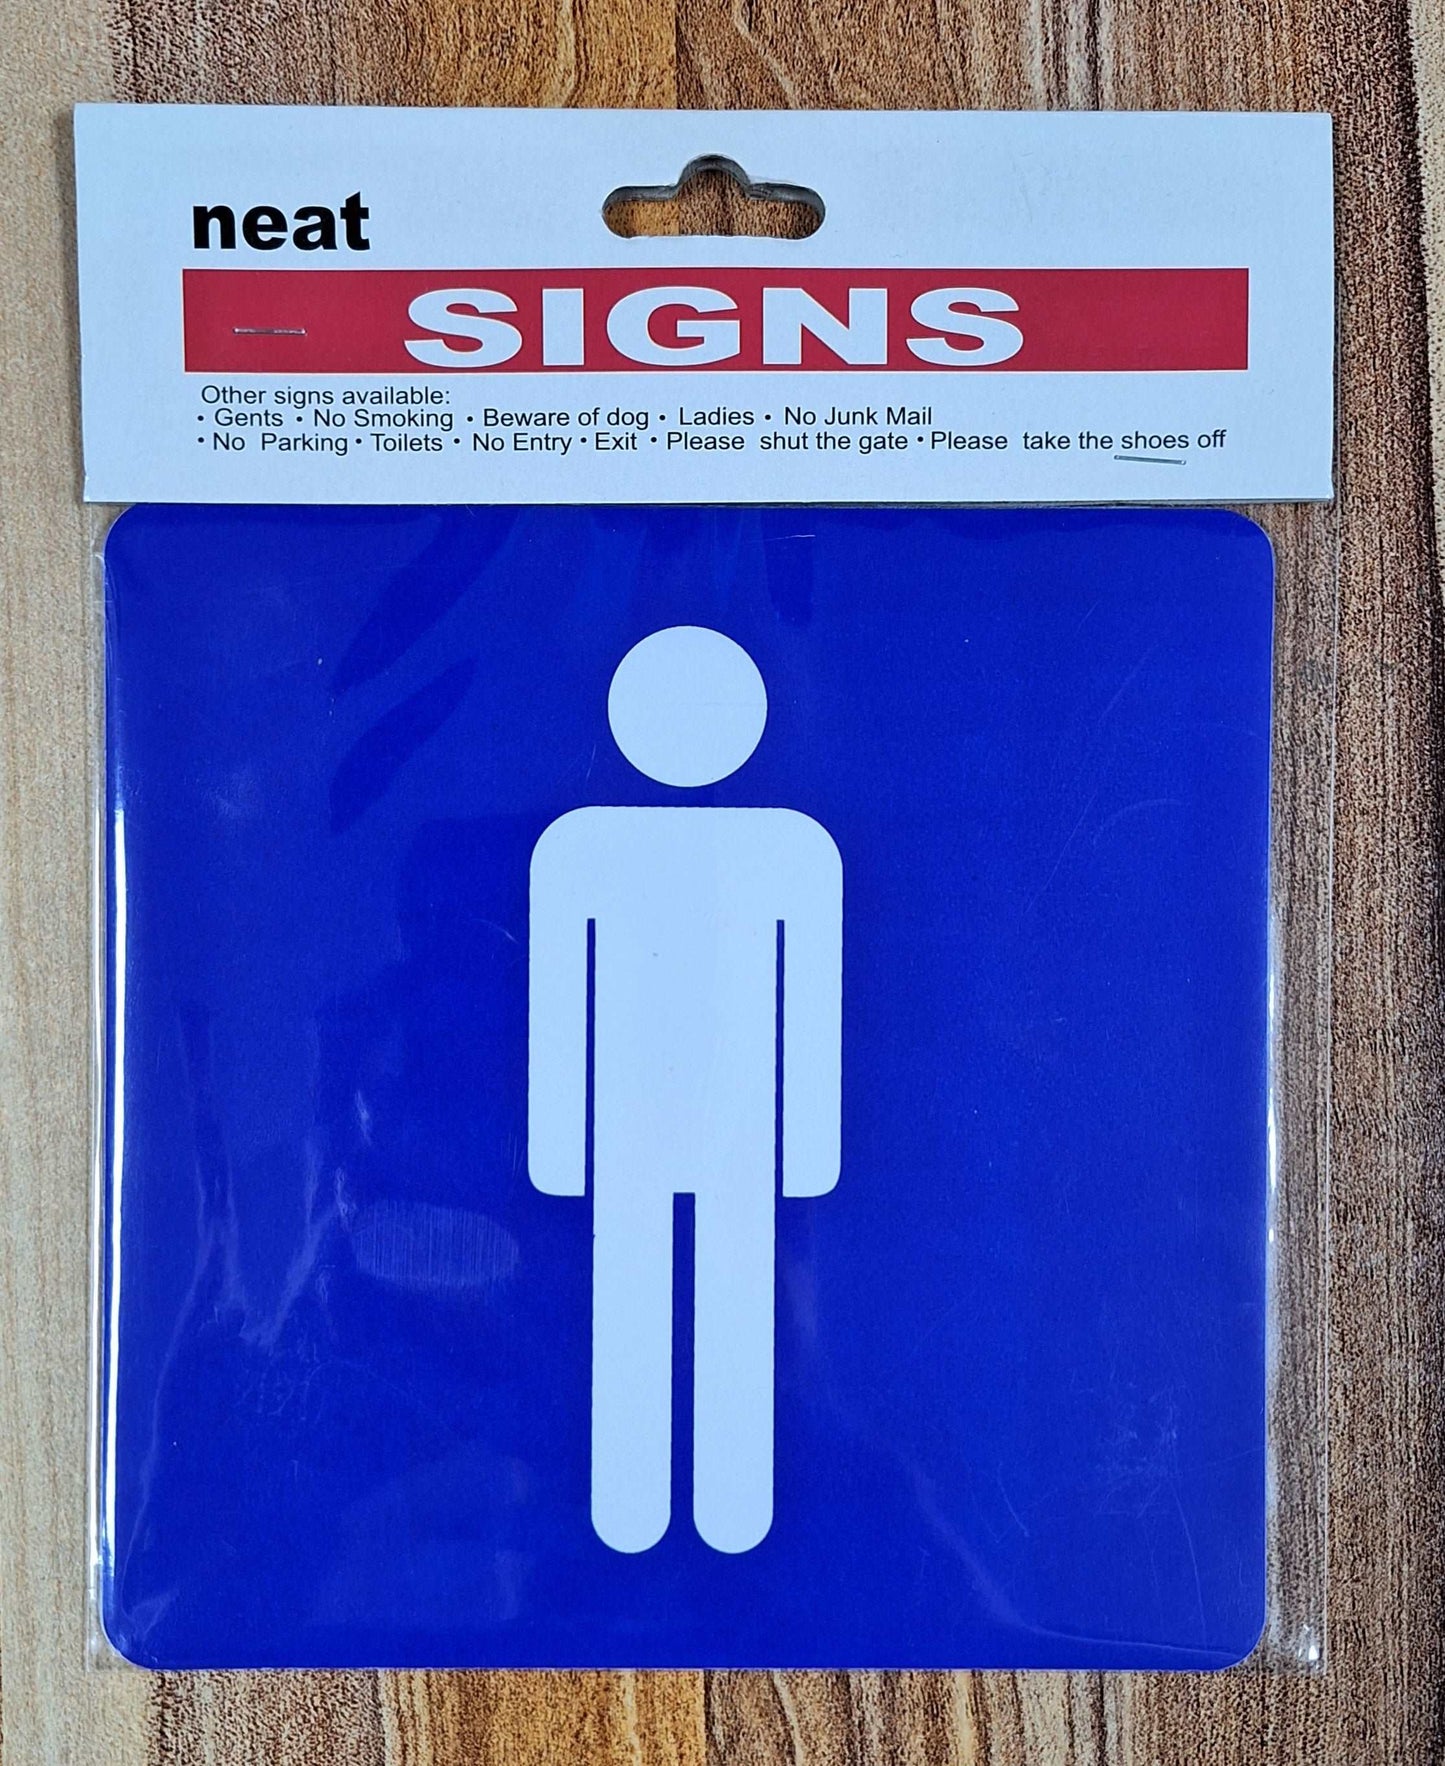 neat
SIGNS
Other signs available:
• Gents • No Smoking • Beware of dog • Ladies • No Junk Mail
• No Parking • Toilets • No Entry • Exit • Please shut the gate • Please take the shoes off